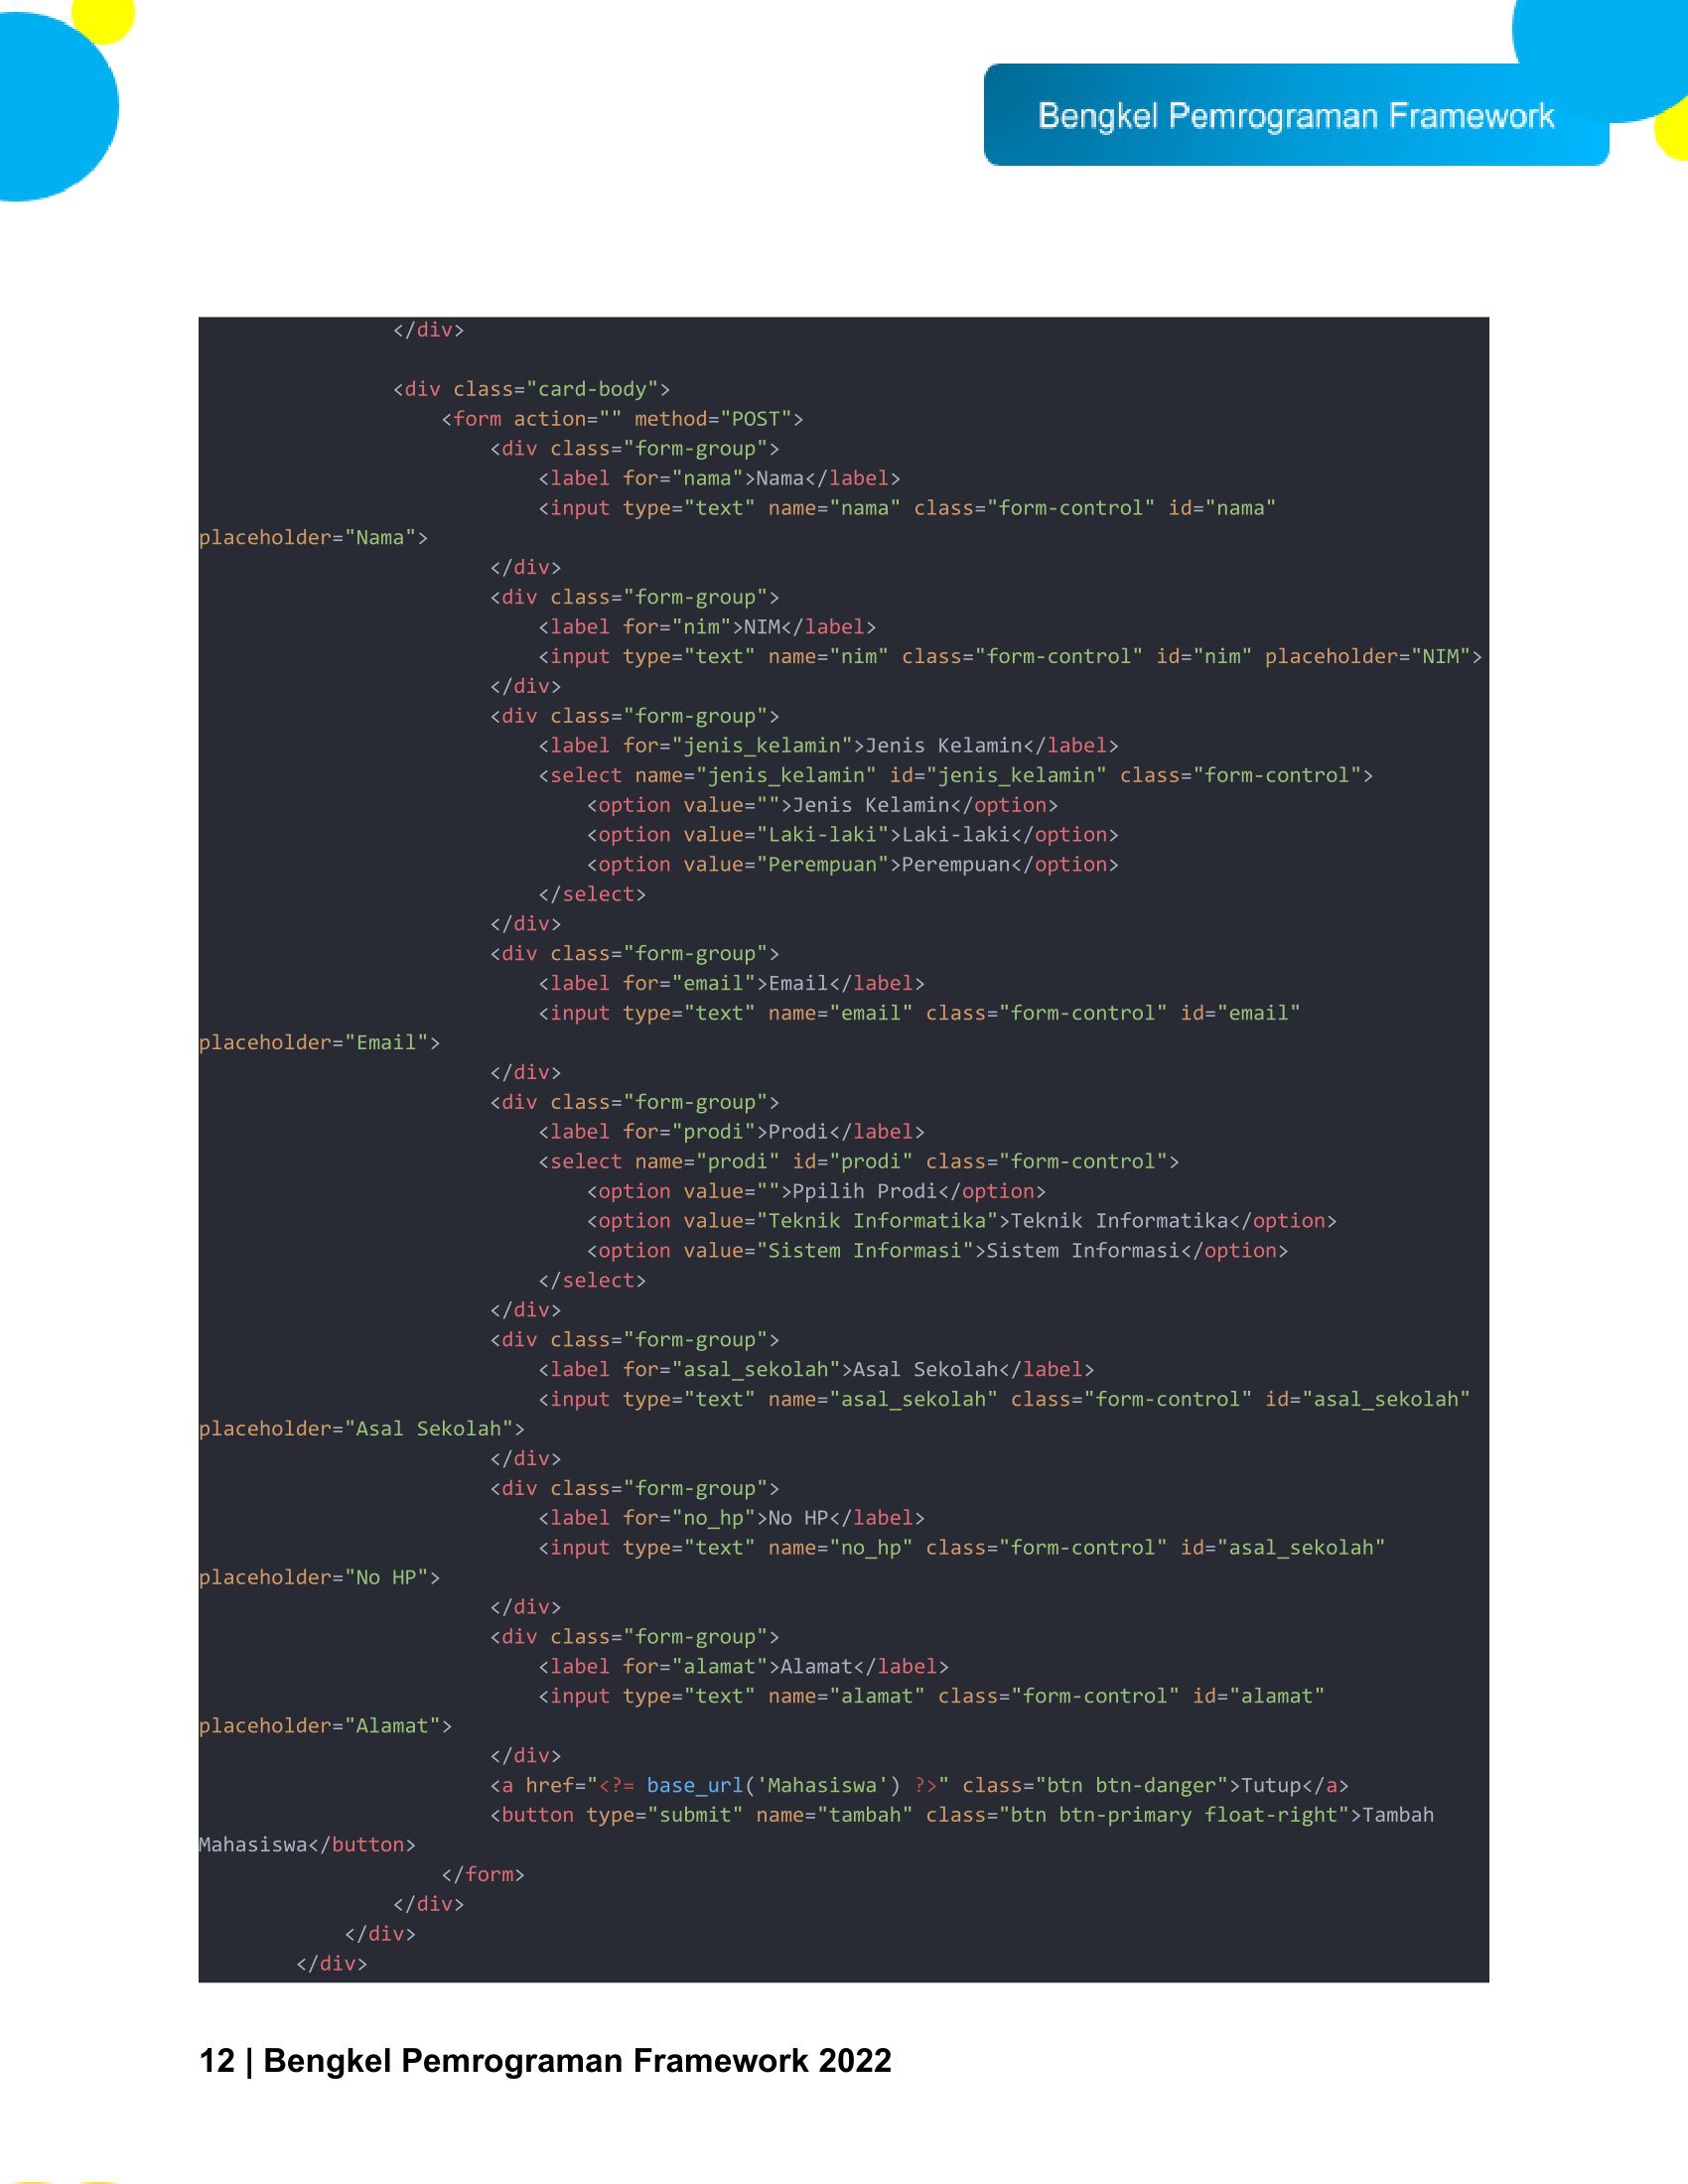 Bengkel Pemrograman Framework
</div>
<div class="card-body">
<form action="" method="POST">
<div class="form-group">
<label for="nama">Nama</label>
<input type="text" name="nama" class="form-control" id="nama"
placeholder="Nama">
</div>
<div class="form-group">
<label for="nim">NIM</label>
<input type="text" name="nim" class="form-control" id="nim" placeholder="NIM">
</div>
<div class="form-group">
<label for="jenis_kelamin">Jenis Kelamin</label>
<select name="jenis_kelamin" id="jenis_kelamin" class="form-control">
<option value="">Jenis Kelamin</option>
<option value="Laki-laki">Laki-laki</option>
<option value="Perempuan">Perempuan</option>
</select>
</div>
<div class="form-group">
<label for="email">Email</label>
<input type="text" name="email" class="form-control" id="email"
placeholder="Email">
</div>
<div class="form-group">
<label for="prodi">Prodi</label>
<select name="prodi" id="prodi" class="form-control">
<option value="">Ppilih Prodi</option>
<option value="Teknik Informatika">Teknik Informatika</option>
<option value="Sistem Informasi">Sistem Informasi</option>
</select>
</div>
<div class="form-group">
<label for="asal_sekolah">Asal Sekolah</label>
<input type="text" name="asal_sekolah" class="form-control" id="asal_sekolah"
placeholder="Asal Sekolah">
</div>
<div class="form-group">
<label for="no_hp">No HP</label>
<input type="text" name="no_hp" class="form-control" id="asal_sekolah"
placeholder="No HP">
</div>
<div class="form-group">
<label for="alamat">Alamat</label>
<input type="text" name="alamat" class="form-control" id="alamat"
placeholder="Alamat">
</div>
<a href="<?= base_url('Mahasiswa') ?>" class="btn btn-danger">Tutup</a>
<button type="submit" name="tambah" class="btn btn-primary float-right">Tambah
Mahasiswa</button>
</form>
</div>
</div>
</div>
12 | Bengkel Pemrograman Framework 2022